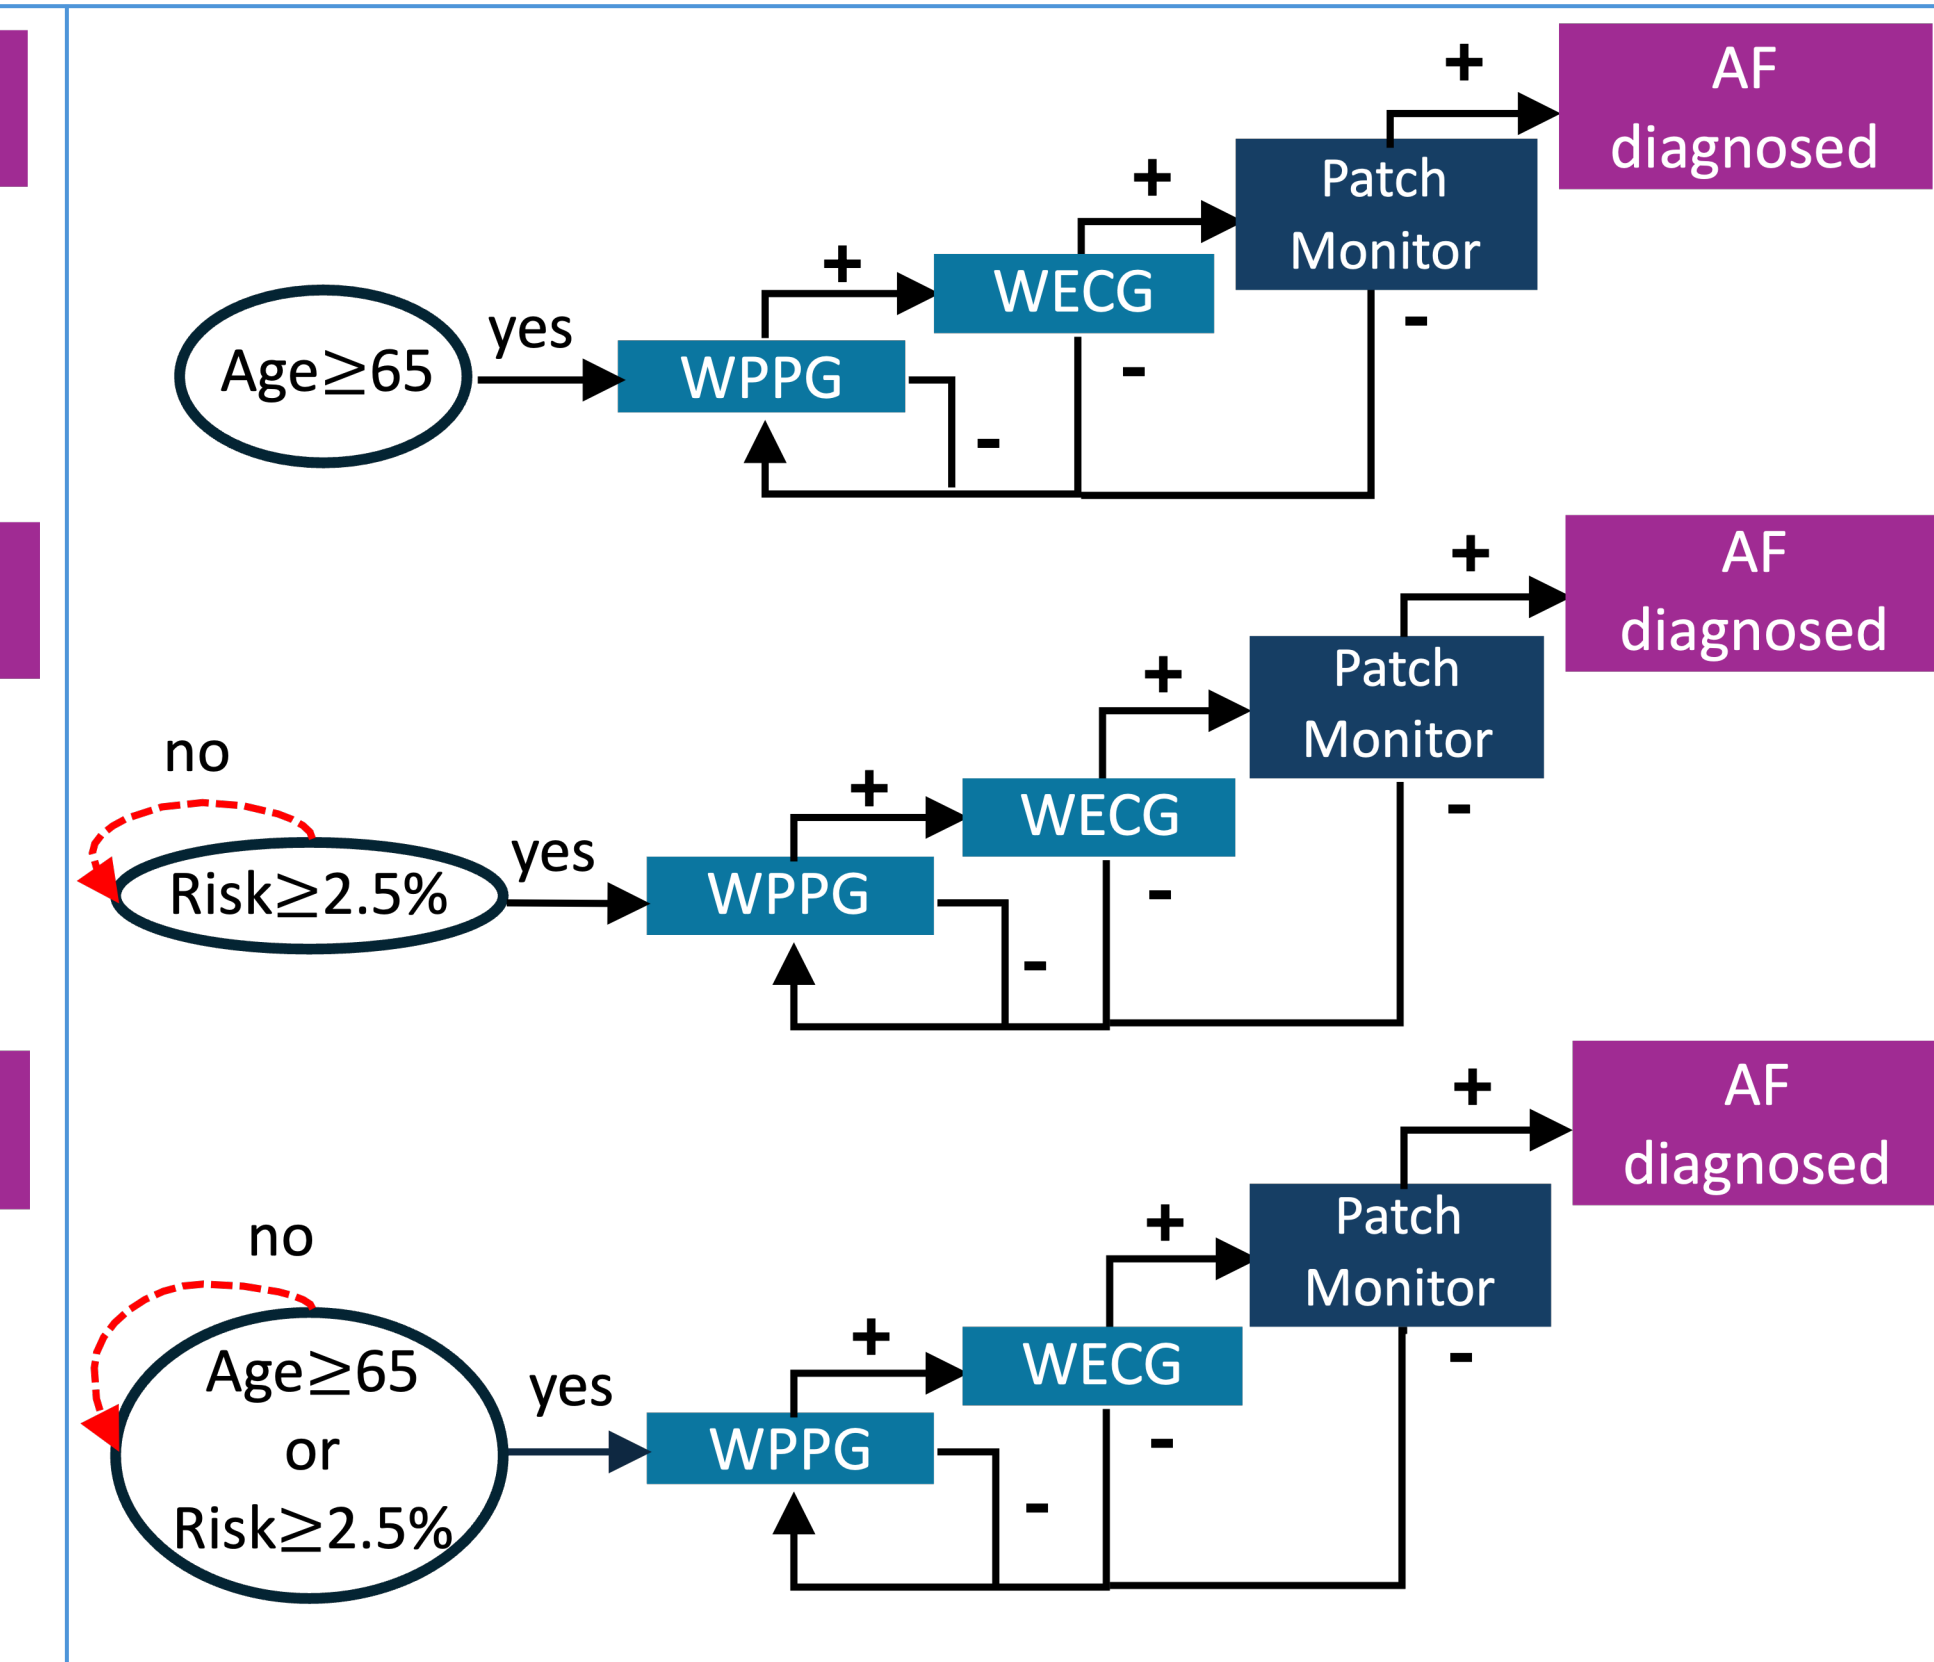 +
AF
diagnosed
+
Patch
Monitor
+
WECG
-
yes
Age≥65
WPPG
-
-
+
AF
diagnosed
+
Patch
Monitor
no
+
WECG
-
yes
Risk≥2.5%
WPPG
-
-
+
AF
diagnosed
+
Patch
Monitor
no
+
WECG
-
Age≥65
or
Risk≥2.5%
yes
WPPG
-
-